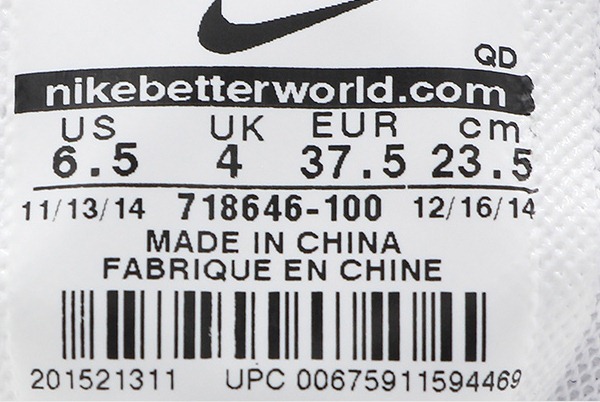 QD
nikebetterworld.com
US UK EUR cm
6.5 4 37.5 23.5
11/13/14 718646-100 12/16/14
MADE IN CHINA
FABRIQUE EN CHINE
201521311 UPC 00675911594469